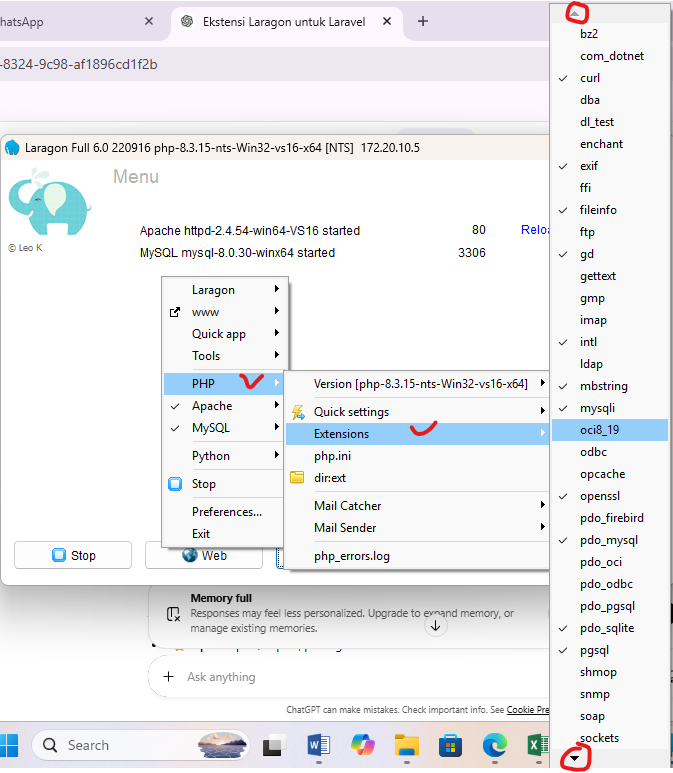 hatsApp
Ekstensi Laragon untuk Laravel
-8324-9c98-af1896cd1f2b
Laragon Full 6.0 220916 php-8.3.15-nts-Win32-vs16-x64 [NTS] 172.20.10.5
Menu
© Leo K
Apache httpd-2.4.54-win64-VS16 started 80 Reloa
MySQL mysql-8.0.30-winx64 started 3306
Laragon
www
Quick app
Tools
PHP
Apache
MySQL
Python
Stop
Preferences...
Exit
Version [php-8.3.15-nts-Win32-vs16-x64]
Quick settings
Extensions
php.ini
dir:ext
Mail Catcher
Mail Sender
php_errors.log
bz2
com_dotnet
curl
dba
dl_test
enchant
exif
ffi
fileinfo
ftp
gd
gettext
gmp
imap
intl
ldap
mbstring
mysqli
oci8_19
odbc
opcache
openssl
pdo_firebird
pdo_mysql
pdo_oci
pdo_odbc
pdo_pgsql
pdo_sqlite
pgsql
shmop
snmp
soap
sockets
Stop
Web
Memory full
Responses may feel less personalized. Upgrade to expand memory, or
manage existing memories.
Ask anything
ChatGPT can make mistakes. Check important info. See Cookie Pre
Search